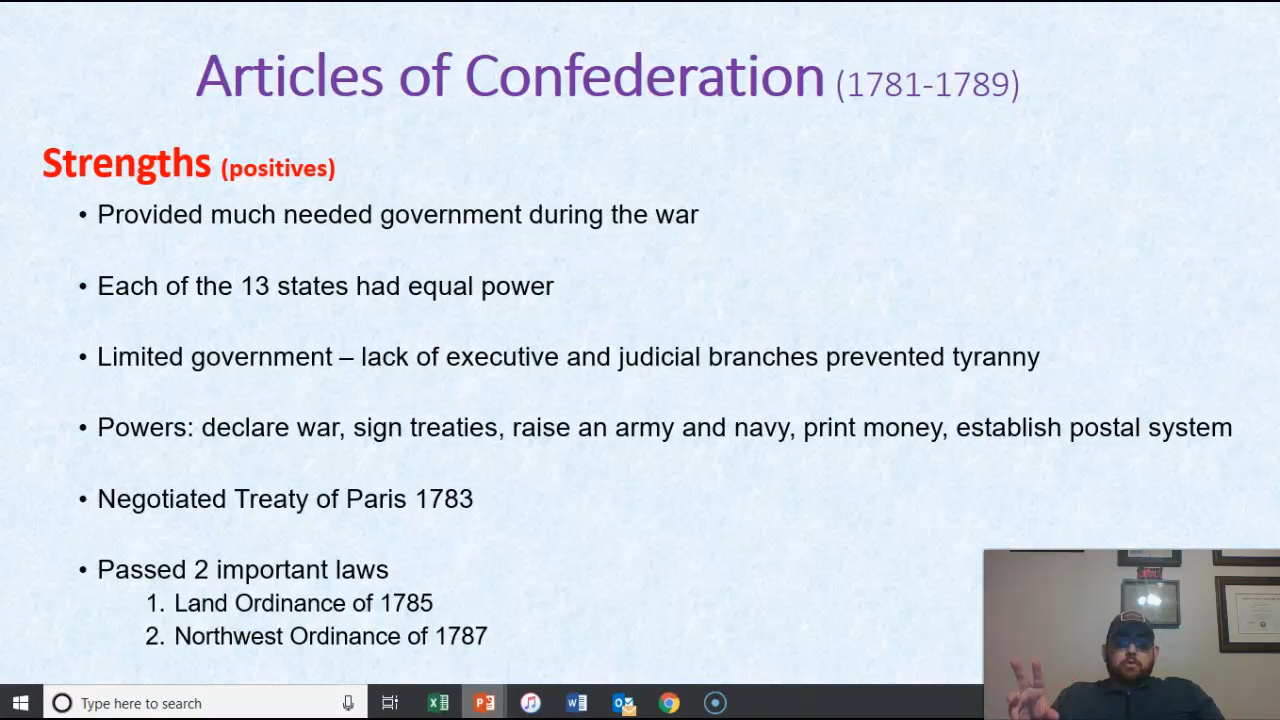 Articles of Confederation (1781-1789)
Strengths (positives)
• Provided much needed government during the war
• Each of the 13 states had equal power
• Limited government – lack of executive and judicial branches prevented tyranny
• Powers: declare war, sign treaties, raise an army and navy, print money, establish postal system
• Negotiated Treaty of Paris 1783
• Passed 2 important laws
1. Land Ordinance of 1785
2. Northwest Ordinance of 1787
Type here to search